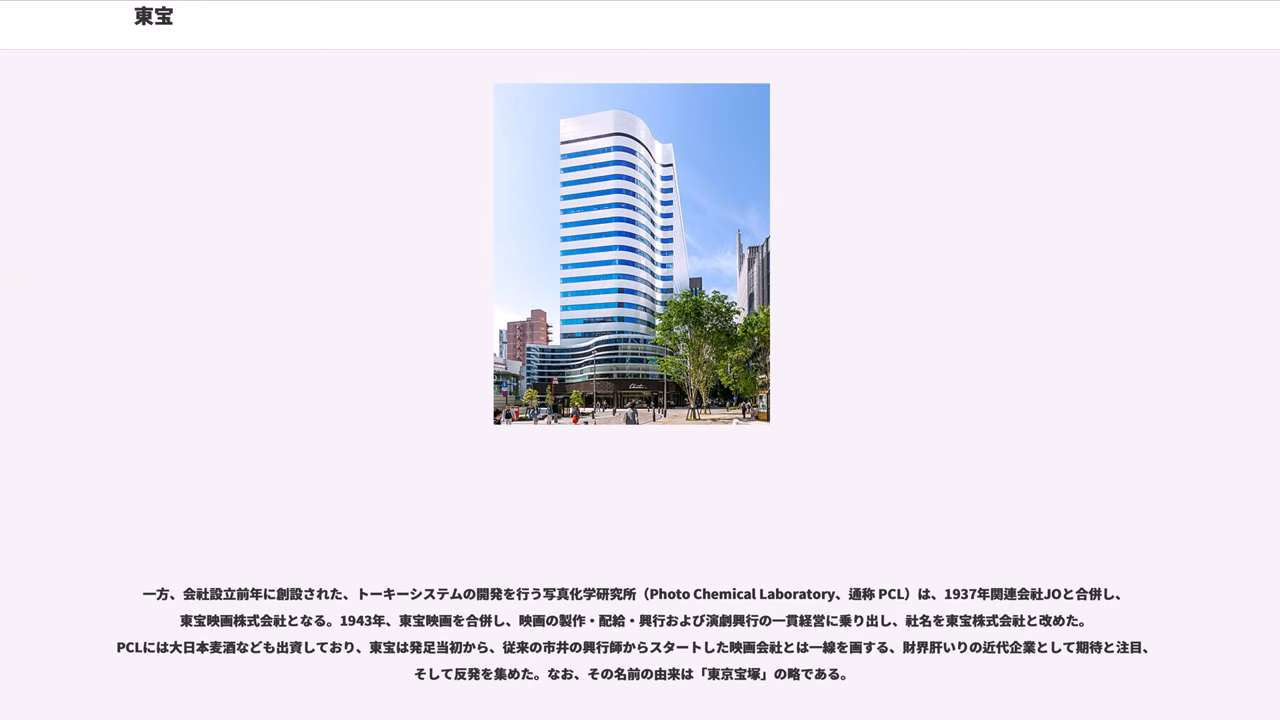 東宝
一方、会社設立前年に創設された、トーキーシステムの開発を行う写真化学研究所（Photo Chemical Laboratory、通称 PCL）は、1937年関連会社JOと合併し、
東宝映画株式会社となる。1943年、東宝映画を合併し、映画の製作・配給・興行および演劇興行の一貫経営に乗り出し、社名を東宝株式会社と改めた。
PCLには大日本麦酒なども出資しており、東宝は発足当初から、従来の市井の興行師からスタートした映画会社とは一線を画する、財界肝いりの近代企業として期待と注目、
そして反発を集めた。なお、その名前の由来は「東京宝塚」の略である。